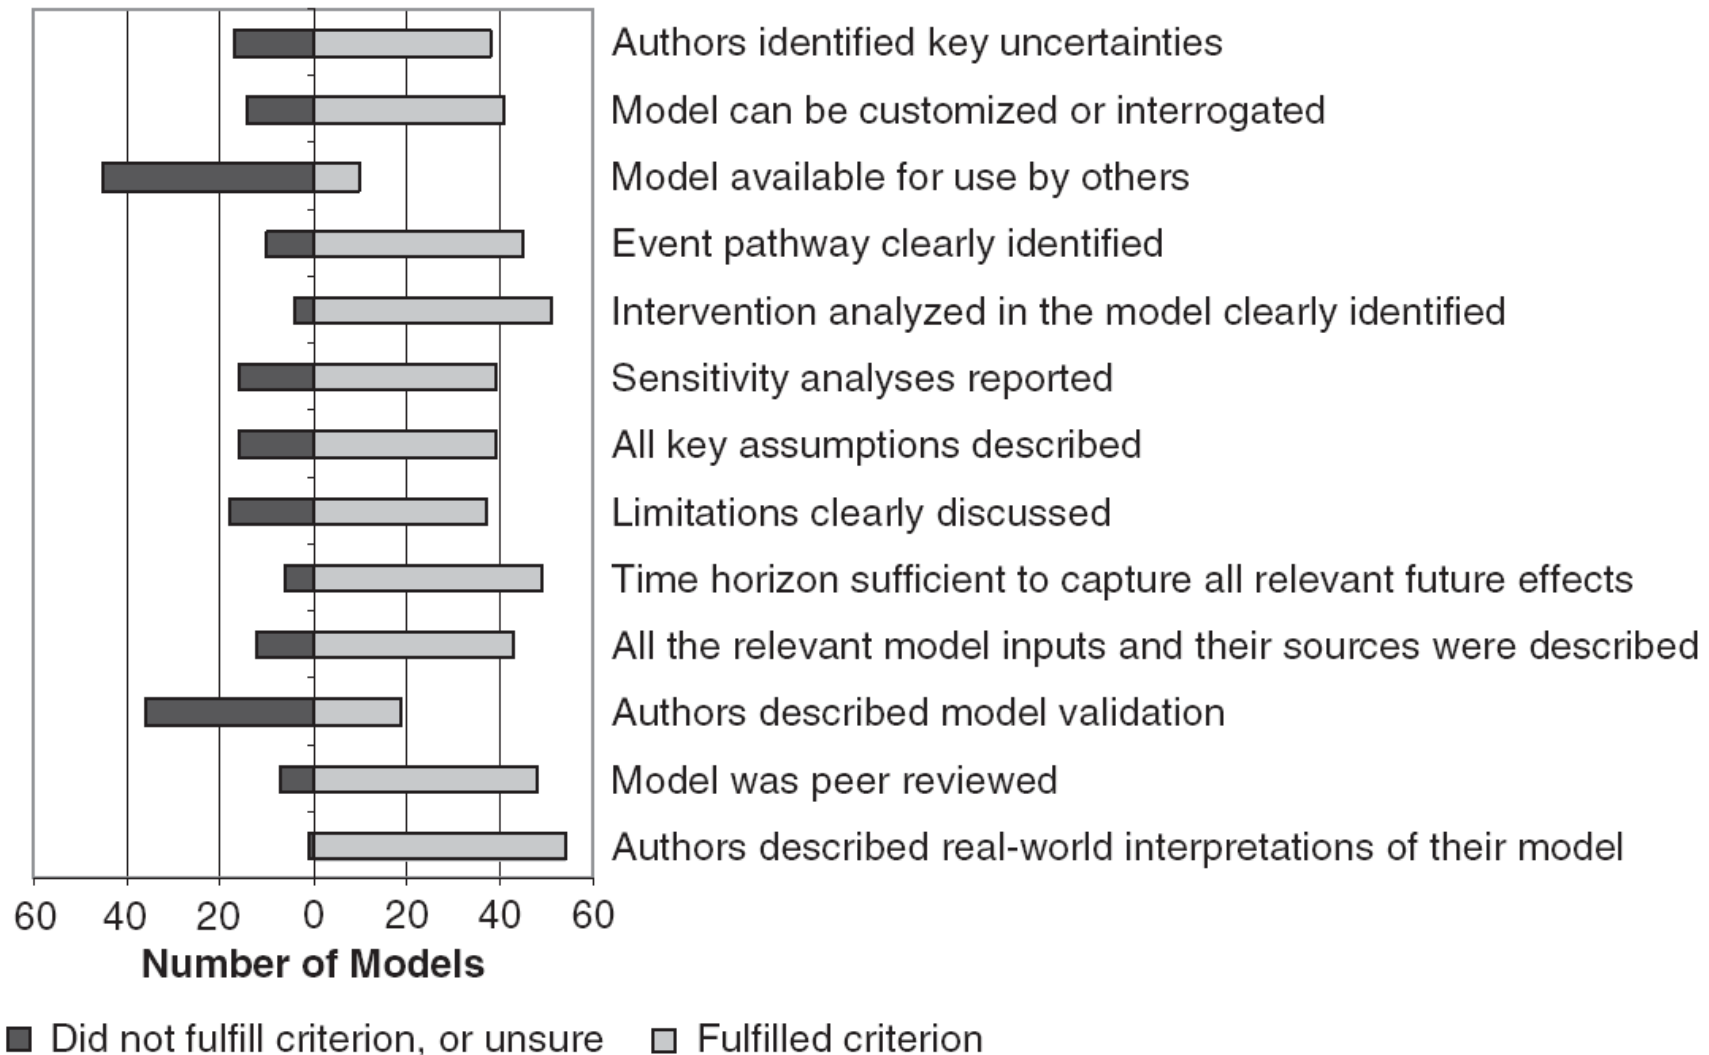 Authors identified key uncertainties
Model can be customized or interrogated
Model available for use by others
Event pathway clearly identified
Intervention analyzed in the model clearly identified
Sensitivity analyses reported
All key assumptions described
Limitations clearly discussed
Time horizon sufficient to capture all relevant future effects
All the relevant model inputs and their sources were described
Authors described model validation
Model was peer reviewed
Authors described real-world interpretations of their model
60 40 20 0 20 40 60
Number of Models
Did not fulfill criterion, or unsure Fulfilled criterion